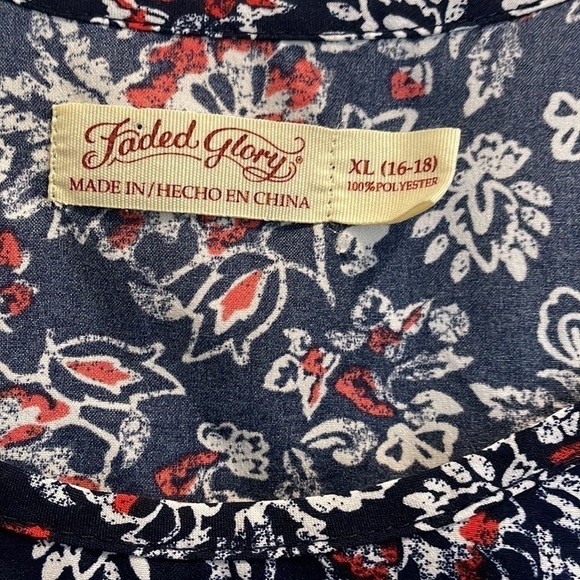 Faded Glory®
MADE IN/HECHO EN CHINA
XL (16-18)
100% POLYESTER